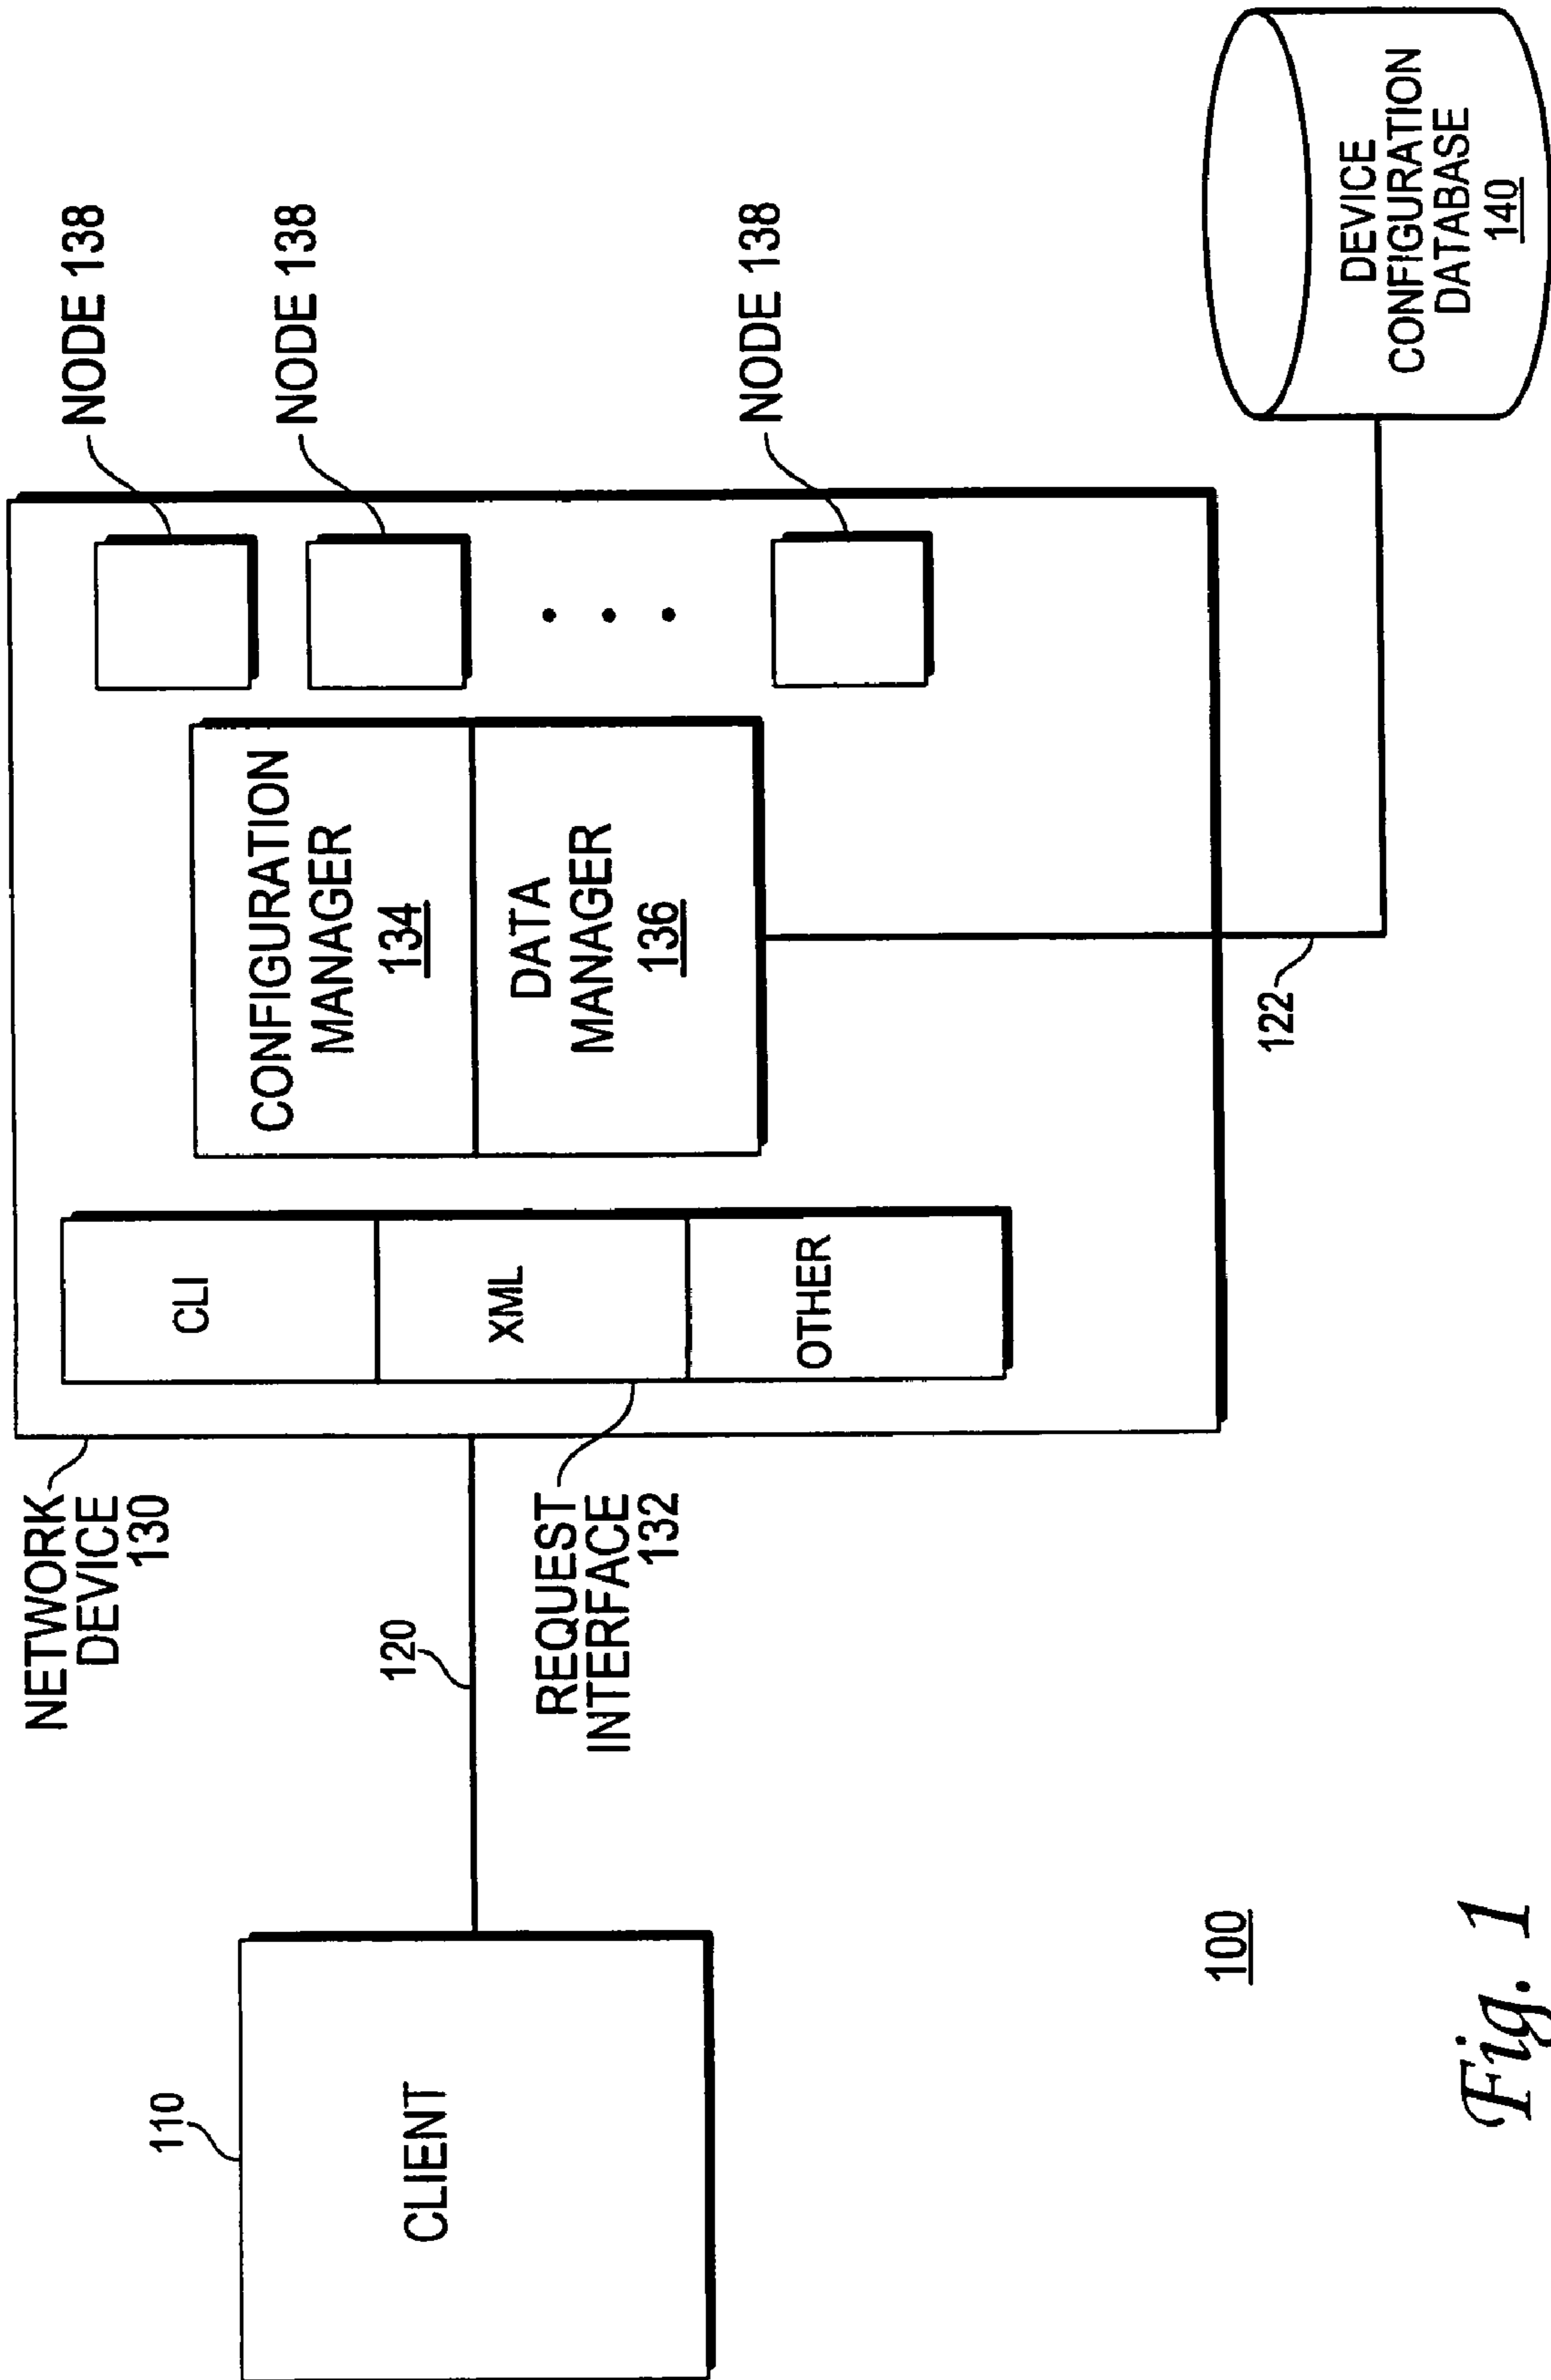 110
CLIENT
120
NETWORK
DEVICE
130
REQUEST
INTERFACE
132
CLI
XML
OTHER
CONFIGURATION
MANAGER
134
DATA
MANAGER
136
NODE 138
NODE 138
NODE 138
122
DEVICE
CONFIGURATION
DATABASE
140
100
Fig. 1